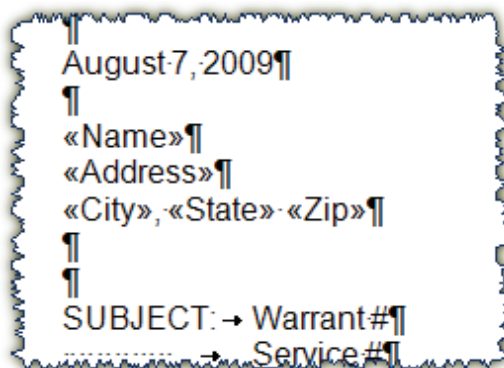 ¶
August·7,·2009¶
¶
«Name»¶
«Address»¶
«City»,·«State»·«Zip»¶
¶
¶
SUBJECT:→Warrant·#¶
············→Service·#¶